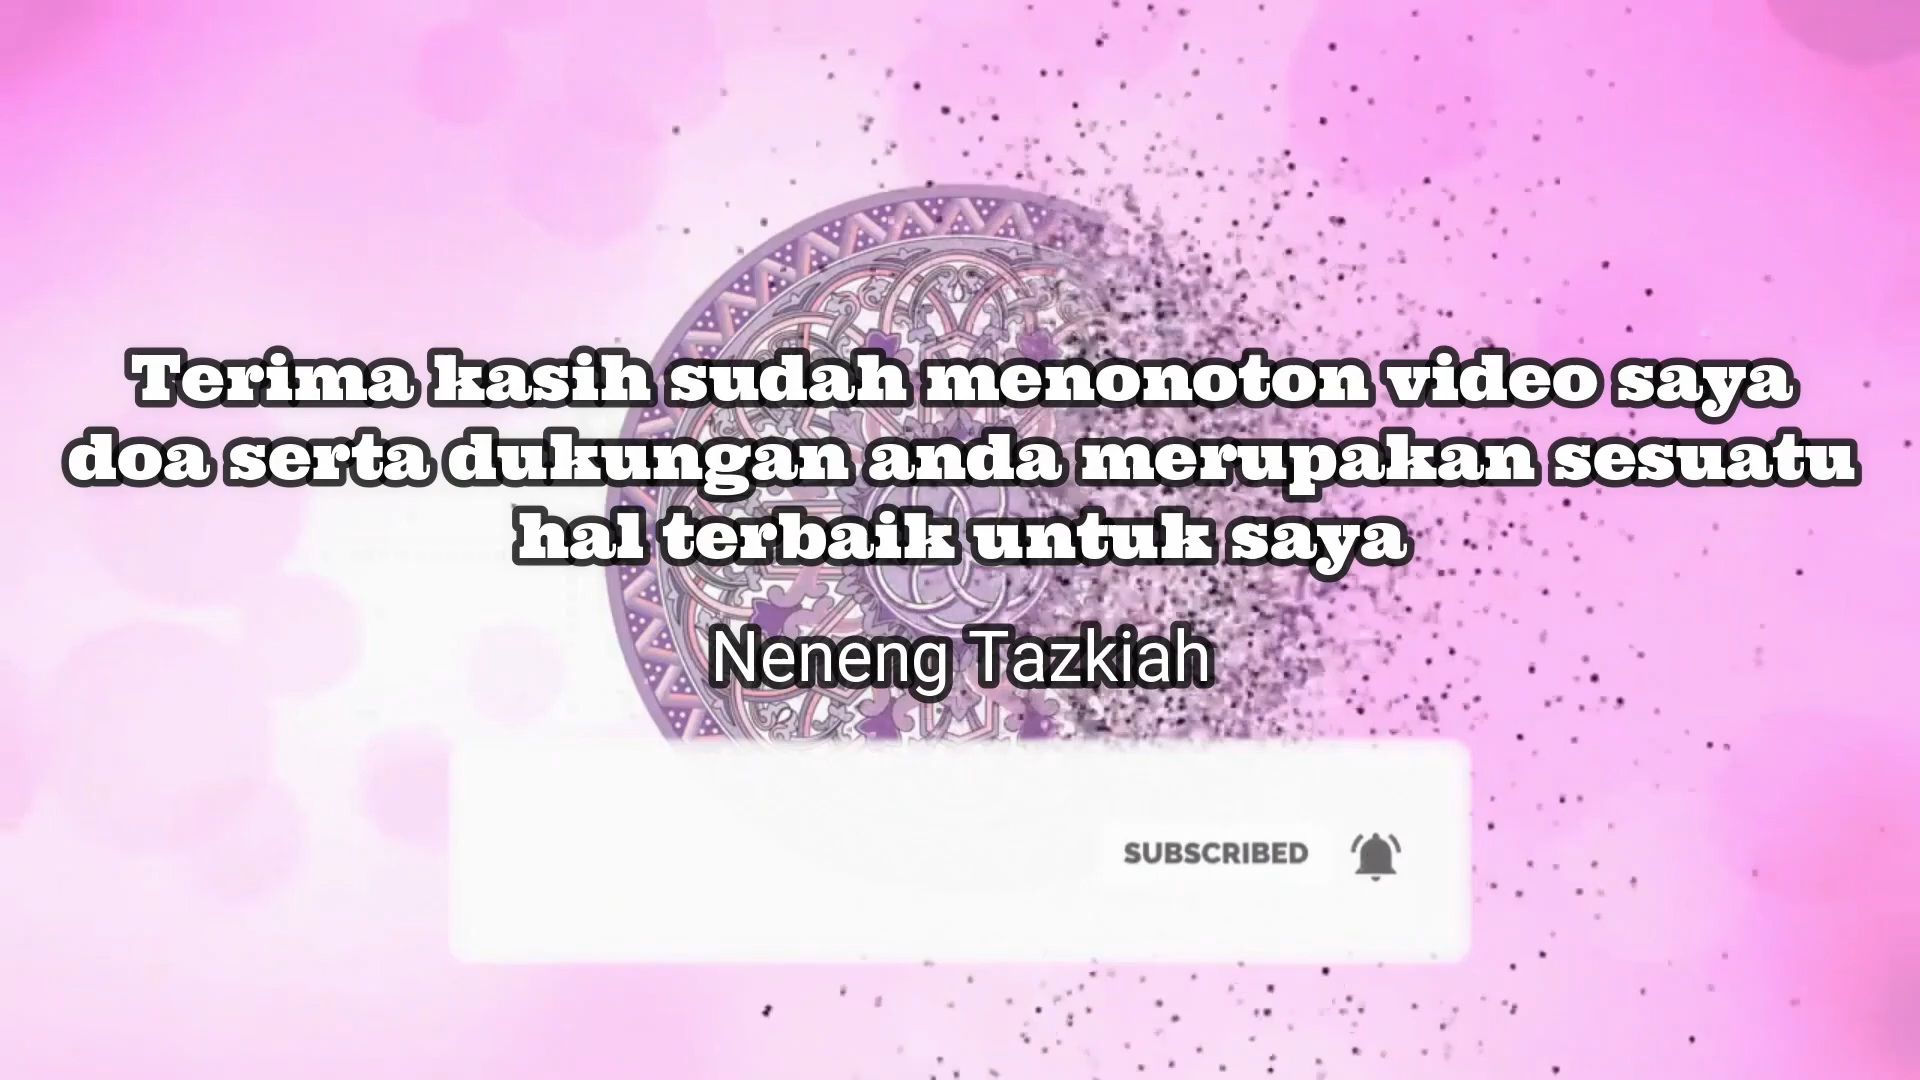 Terima kasih sudah menonoton video saya
doa serta dukungan anda merupakan sesuatu
hal terbaik untuk saya
Neneng Tazkiah
SUBSCRIBED